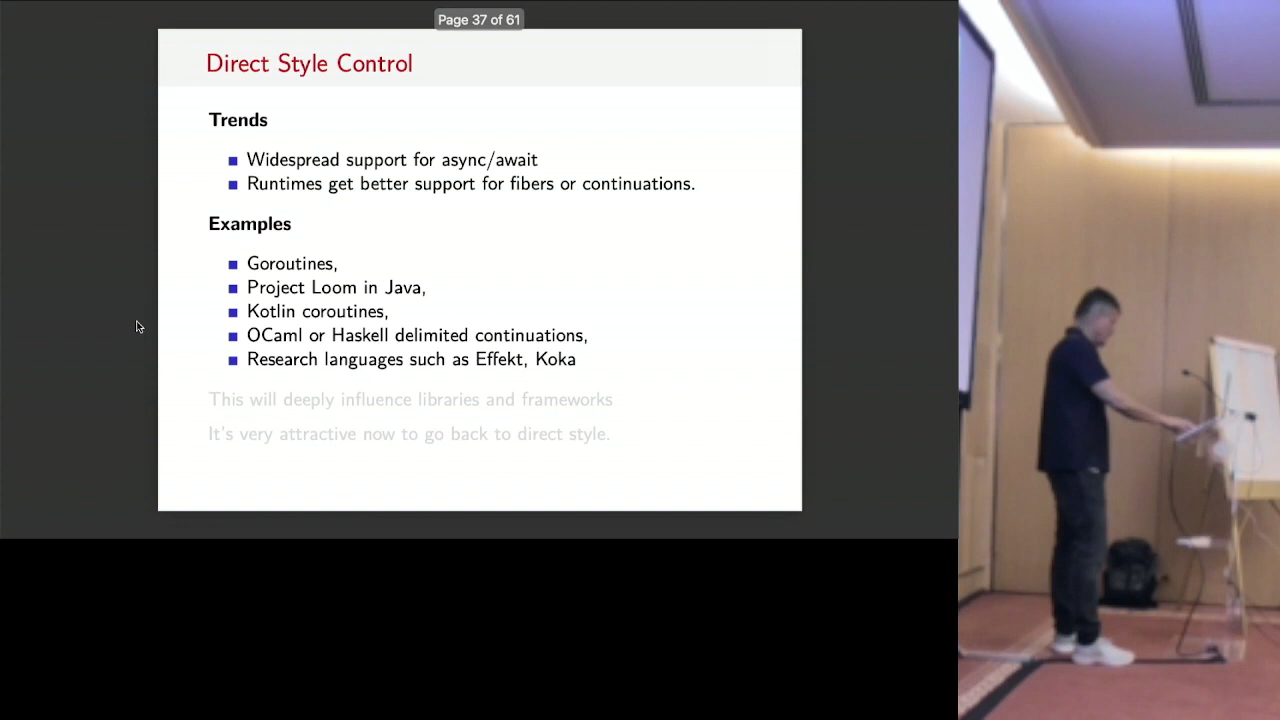 Page 37 of 61
Direct Style Control
Trends
Widespread support for async/await
Runtimes get better support for fibers or continuations.
Examples
Goroutines,
Project Loom in Java,
Kotlin coroutines,
OCaml or Haskell delimited continuations,
Research languages such as Effekt, Koka
This will deeply influence libraries and frameworks
It's very attractive now to go back to direct style.